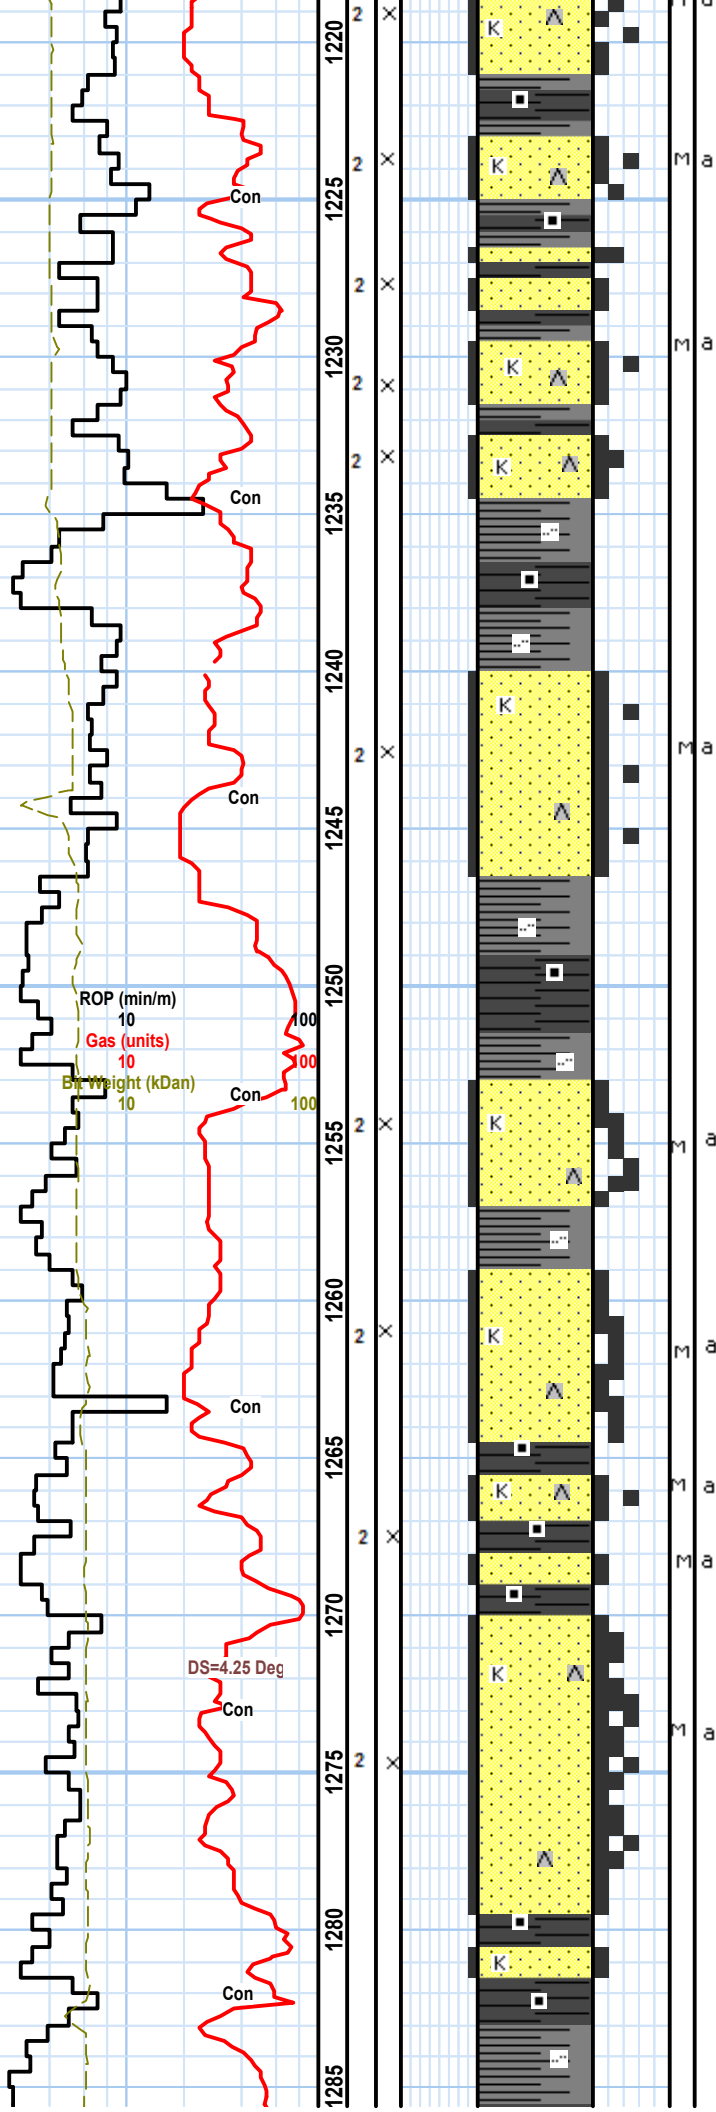 M a
2 K Λ
1220
2 K Λ M a
Con
1225
2
1230 M a
2 K Λ
2 K Λ
Con
1235
1240
K
2 M a
Con
Λ
1245
1250
ROP (min/m)
10 100
Gas (units)
10 100
Bit Weight (kDan)
Con
10 100
2 K M a
1255
Λ
1260
2 K M a
Λ
Con
1265
K Λ M a
2
M a
1270
DS=4.25 Deg
K Λ
Con
2 M a
1275
Λ
1280
K
Con
1285